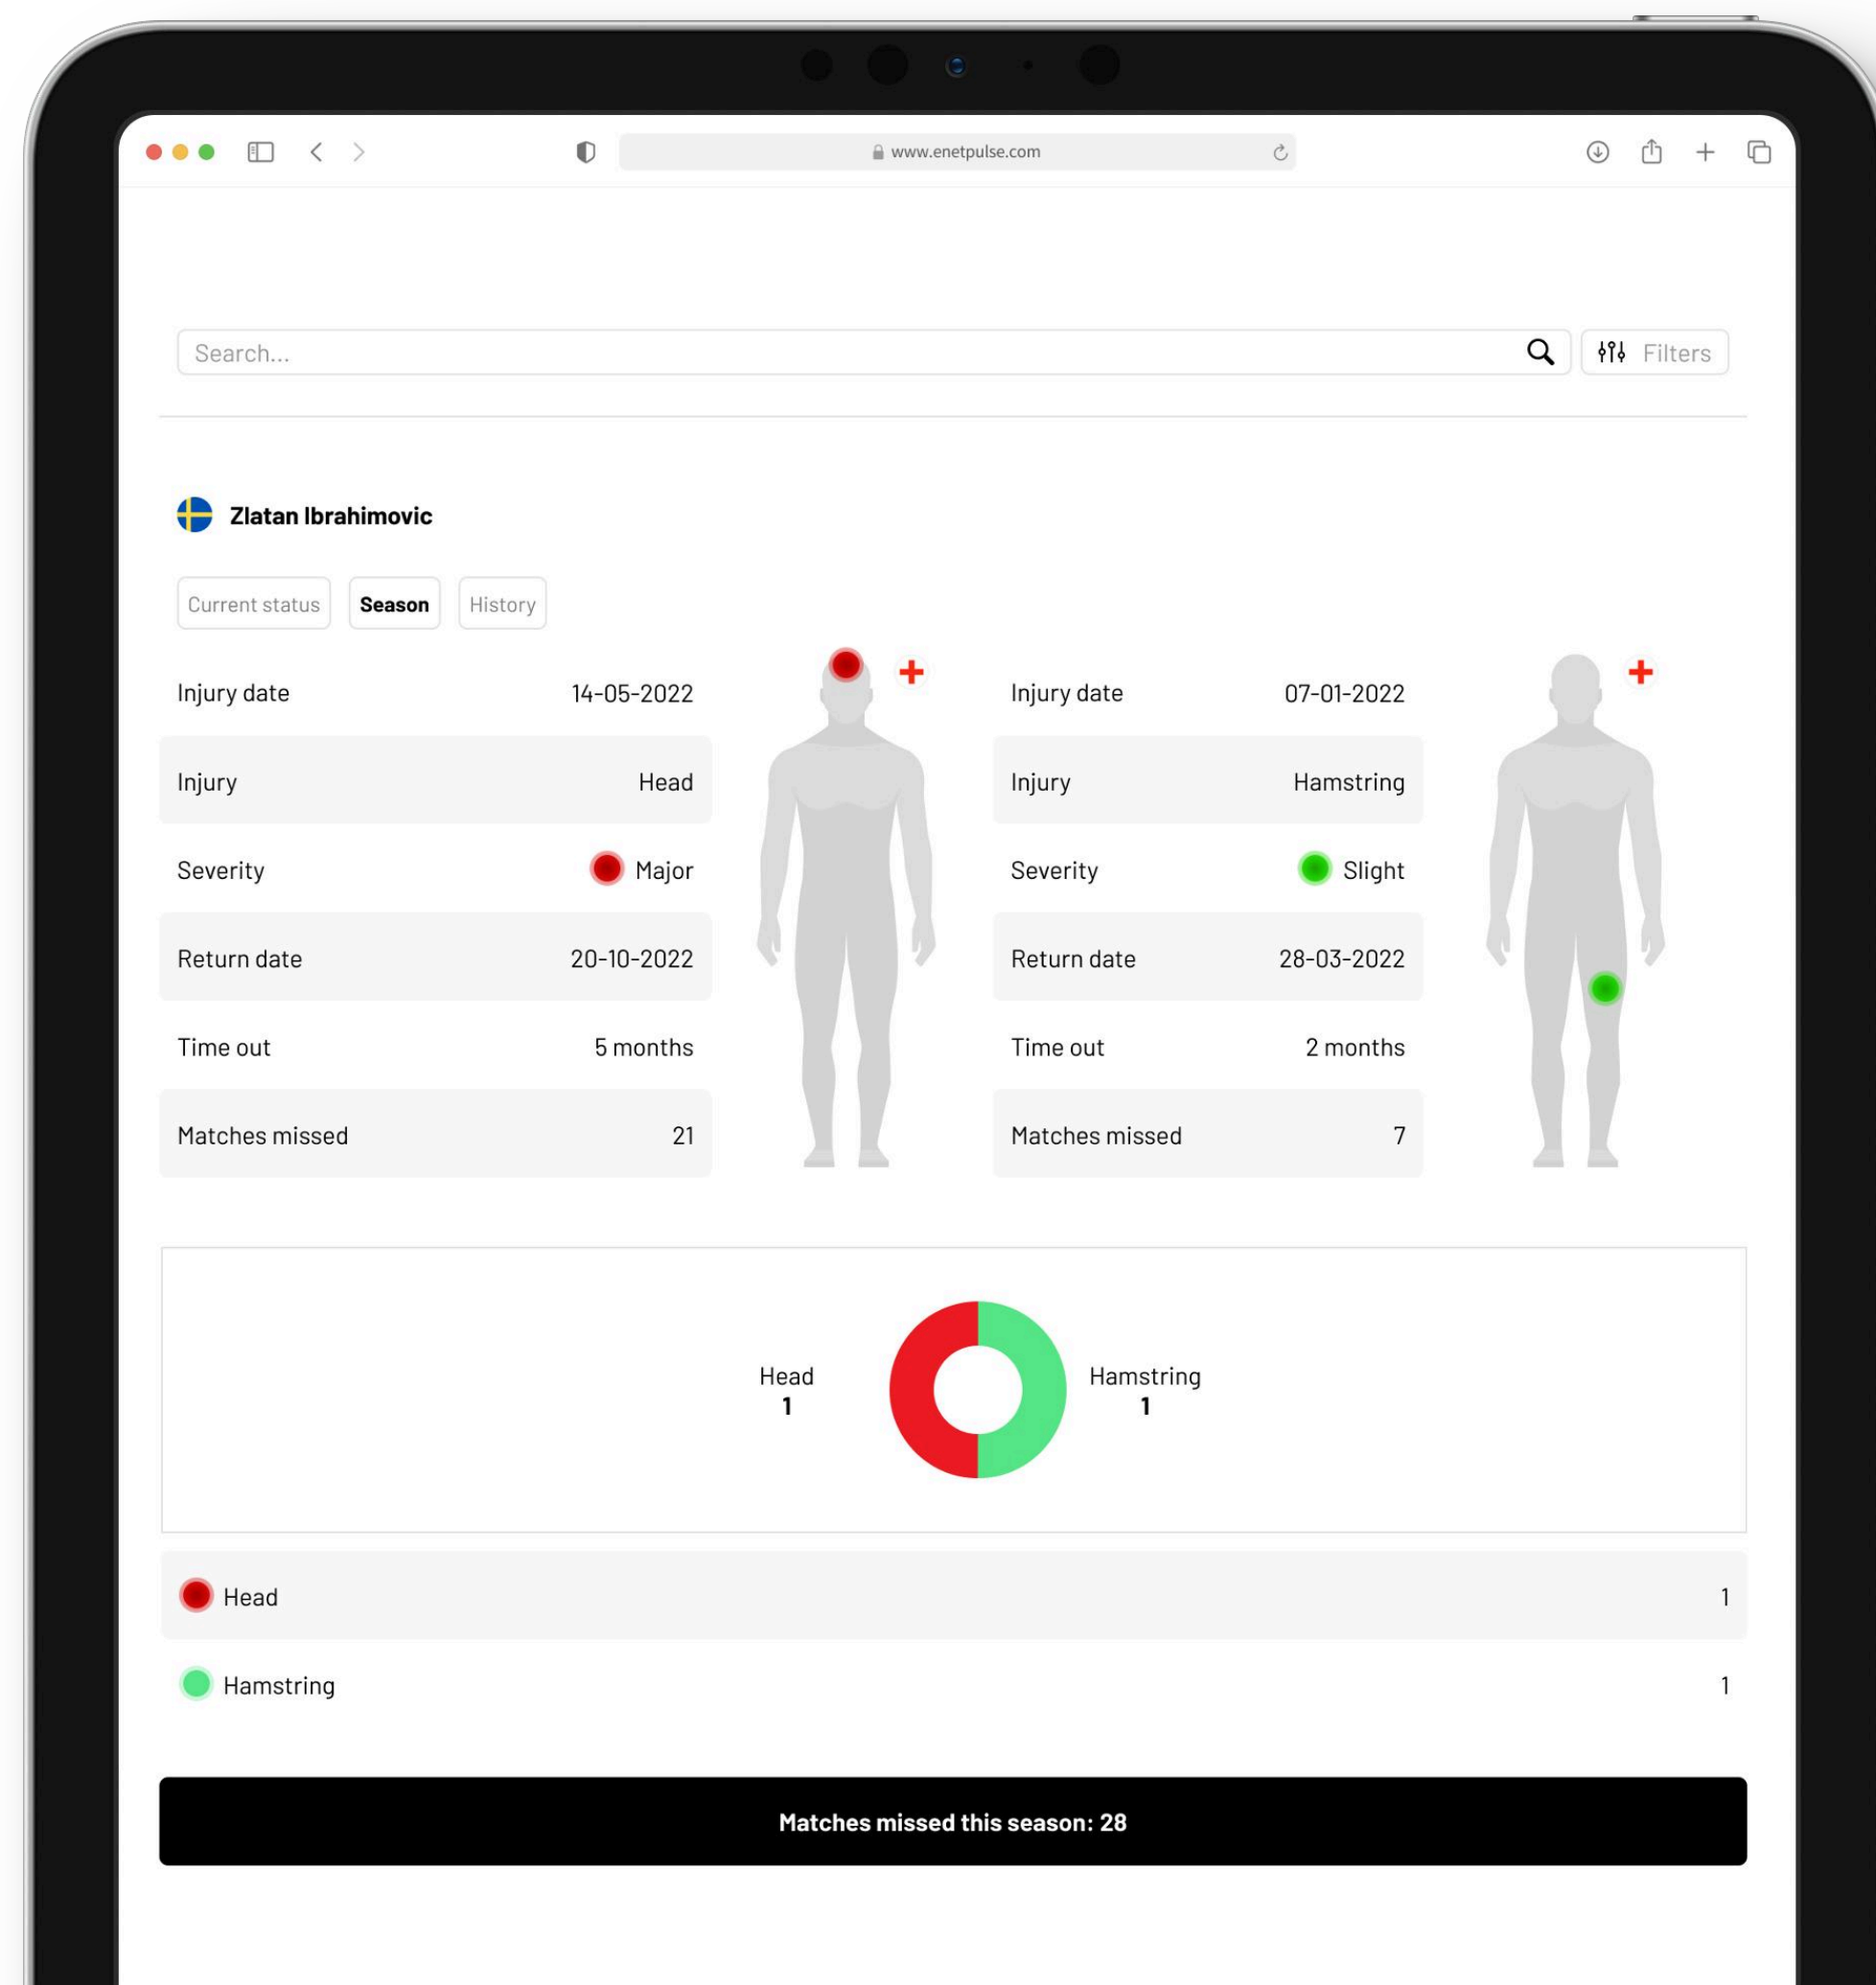 www.enetpulse.com
Search...
Filters
Zlatan Ibrahimovic
Current status Season History
Injury date 14-05-2022
Injury Head
Severity Major
Return date 20-10-2022
Time out 5 months
Matches missed 21
Injury date 07-01-2022
Injury Hamstring
Severity Slight
Return date 28-03-2022
Time out 2 months
Matches missed 7
Head
1
Hamstring
1
Head 1
Hamstring 1
Matches missed this season: 28